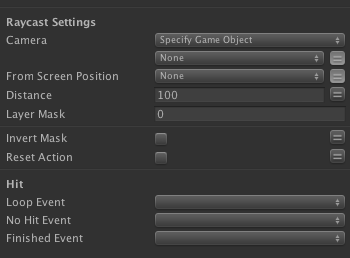 Raycast Settings
Camera Specify Game Object
None
From Screen Position None
Distance 100
Layer Mask 0
Invert Mask
Reset Action
Hit
Loop Event
No Hit Event
Finished Event